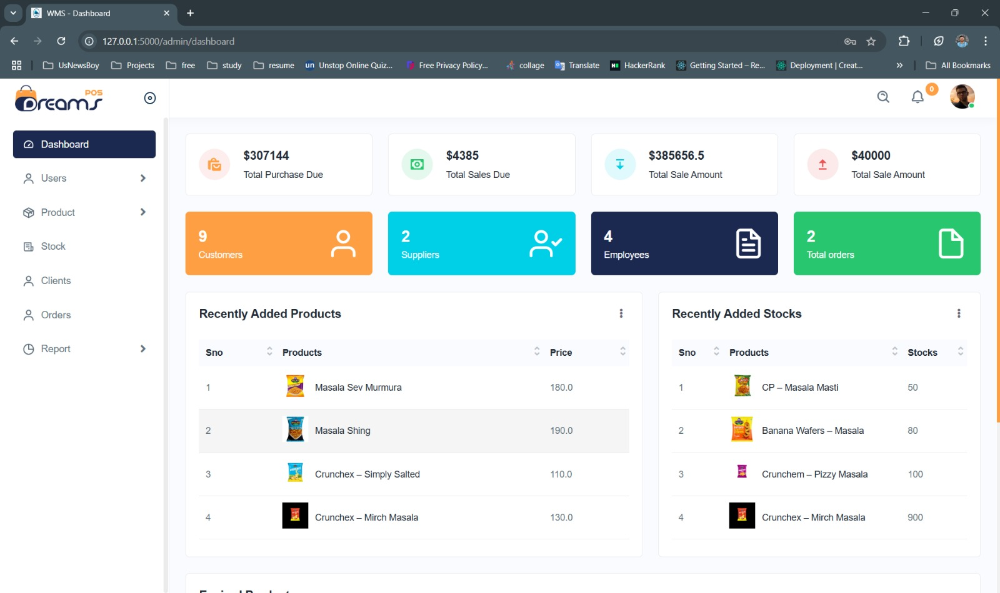 WMS - Dashboard
127.0.0.1:5000/admin/dashboard
UsNewsBoy
Projects
free
study
resume
un
Unstop Online Quiz...
Free Privacy Policy...
collage
Translate
HackerRank
Getting Started – Re...
Deployment | Creat...
All Bookmarks
Dreams POS
0
Dashboard
Users
Product
Stock
Clients
Orders
Report
$307144
Total Purchase Due
$4385
Total Sales Due
$385656.5
Total Sale Amount
$40000
Total Sale Amount
9
Customers
2
Suppliers
4
Employees
2
Total orders
Recently Added Products
Sno Products Price
1 Masala Sev Murmura 180.0
2 Masala Shing 190.0
3 Crunchex – Simply Salted 110.0
4 Crunchex – Mirch Masala 130.0
Recently Added Stocks
Sno Products Stocks
1 CP – Masala Masti 50
2 Banana Wafers – Masala 80
3 Crunchem – Pizzy Masala 100
4 Crunchex – Mirch Masala 900